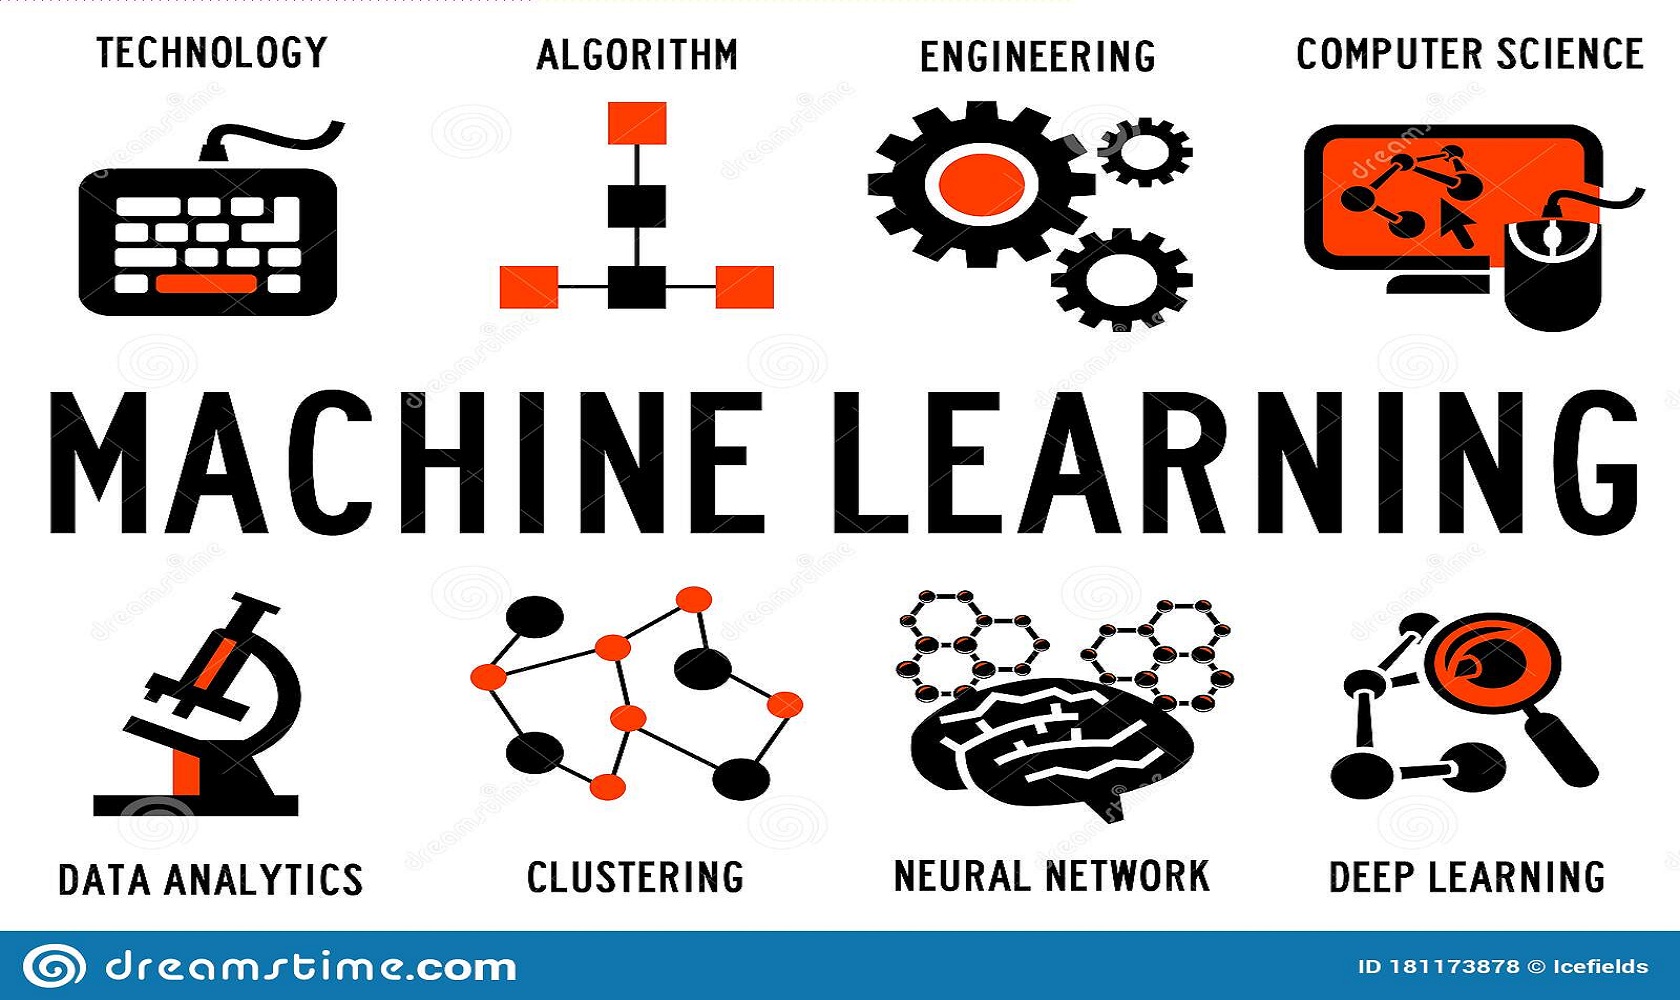 TECHNOLOGY
ALGORITHM
ENGINEERING
COMPUTER SCIENCE
MACHINE LEARNING
DATA ANALYTICS
CLUSTERING
NEURAL NETWORK
DEEP LEARNING
dreamstime.com
ID 181173878 © Icefields